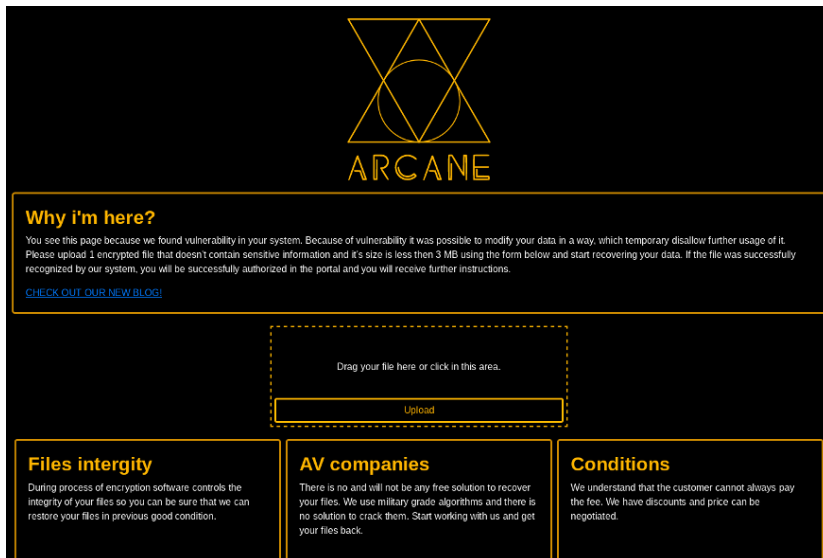 ARCANE
Why i'm here?
You see this page because we found vulnerability in your system. Because of vulnerability it was possible to modify your data in a way, which temporary disallow further usage of it.
Please upload 1 encrypted file that doesn't contain sensitive information and it's size is less then 3 MB using the form below and start recovering your data. If the file was successfully
recognized by our system, you will be successfully authorized in the portal and you will receive further instructions.
CHECK OUT OUR NEW BLOG!
Drag your file here or click in this area.
Upload
Files intergity
During process of encryption software controls the
integrity of your files so you can be sure that we can
restore your files in previous good condition.
AV companies
There is no and will not be any free solution to recover
your files. We use military grade algorithms and there is
no solution to crack them. Start working with us and get
your files back.
Conditions
We understand that the customer cannot always pay
the fee. We have discounts and price can be
negotiated.